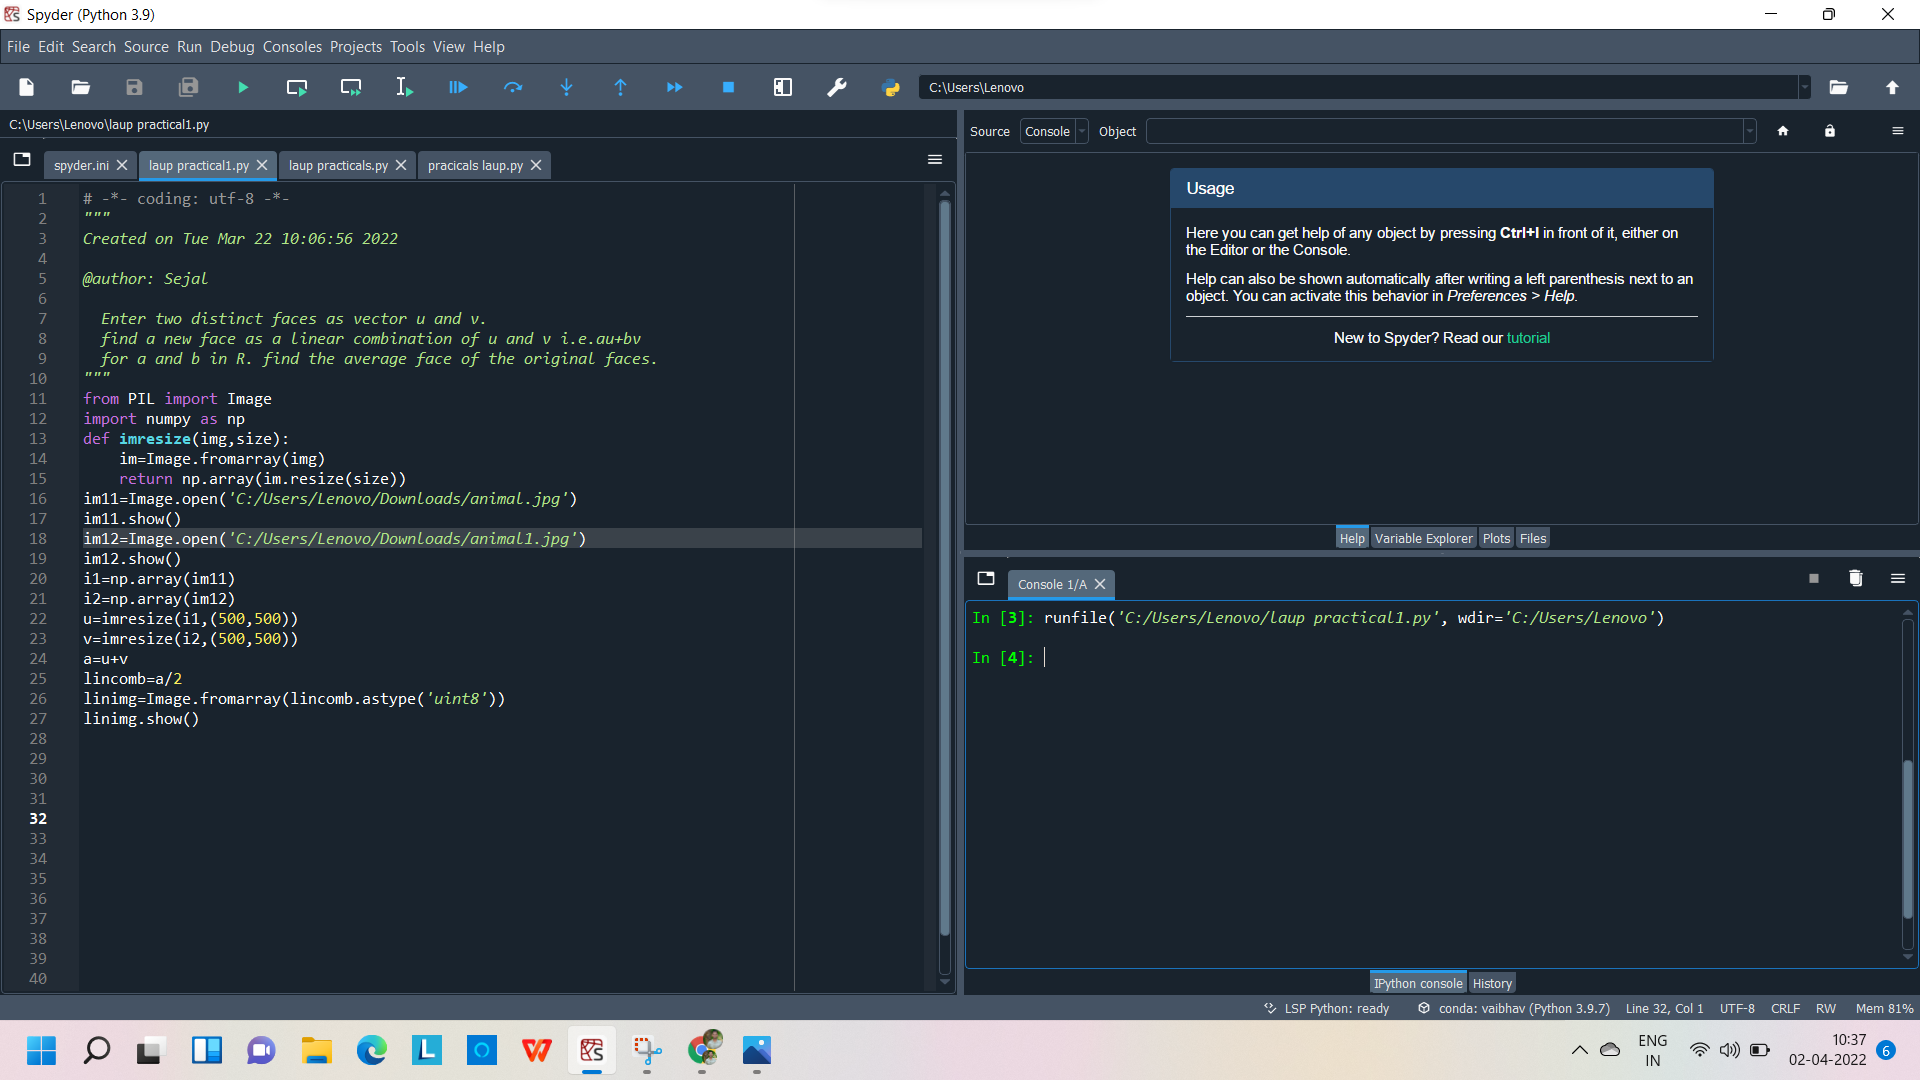 Spyder (Python 3.9)
File Edit Search Source Run Debug Consoles Projects Tools View Help
C:\Users\Lenovo
C:\Users\Lenovo\laup practical1.py
spyder.ini
laup practical1.py
laup practicals.py
pracicals laup.py
1 # -*- coding: utf-8 -*-
2 """
3 Created on Tue Mar 22 10:06:56 2022
4
5 @author: Sejal
6
7 Enter two distinct faces as vector u and v.
8 find a new face as a linear combination of u and v i.e.au+bv
9 for a and b in R. find the average face of the original faces.
10 """
11 from PIL import Image
12 import numpy as np
13 def imresize(img,size):
14 im=Image.fromarray(img)
15 return np.array(im.resize(size))
16 im11=Image.open('C:/Users/Lenovo/Downloads/animal.jpg')
17 im11.show()
18 im12=Image.open('C:/Users/Lenovo/Downloads/animal1.jpg')
19 im12.show()
20 i1=np.array(im11)
21 i2=np.array(im12)
22 u=imresize(i1,(500,500))
23 v=imresize(i2,(500,500))
24 a=u+v
25 lincomb=a/2
26 linimg=Image.fromarray(lincomb.astype('uint8'))
27 linimg.show()
28
29
30
31
32
33
34
35
36
37
38
39
40
Source Console Object
Usage
Here you can get help of any object by pressing Ctrl+I in front of it, either on
the Editor or the Console.
Help can also be shown automatically after writing a left parenthesis next to an
object. You can activate this behavior in Preferences > Help.
New to Spyder? Read our tutorial
Help Variable Explorer Plots Files
Console 1/A
In [3]: runfile('C:/Users/Lenovo/laup practical1.py', wdir='C:/Users/Lenovo')
In [4]:
IPython console History
LSP Python: ready conda: vaibhav (Python 3.9.7) Line 32, Col 1 UTF-8 CRLF RW Mem 81%
L
W
ENG
IN
10:37
02-04-2022
6